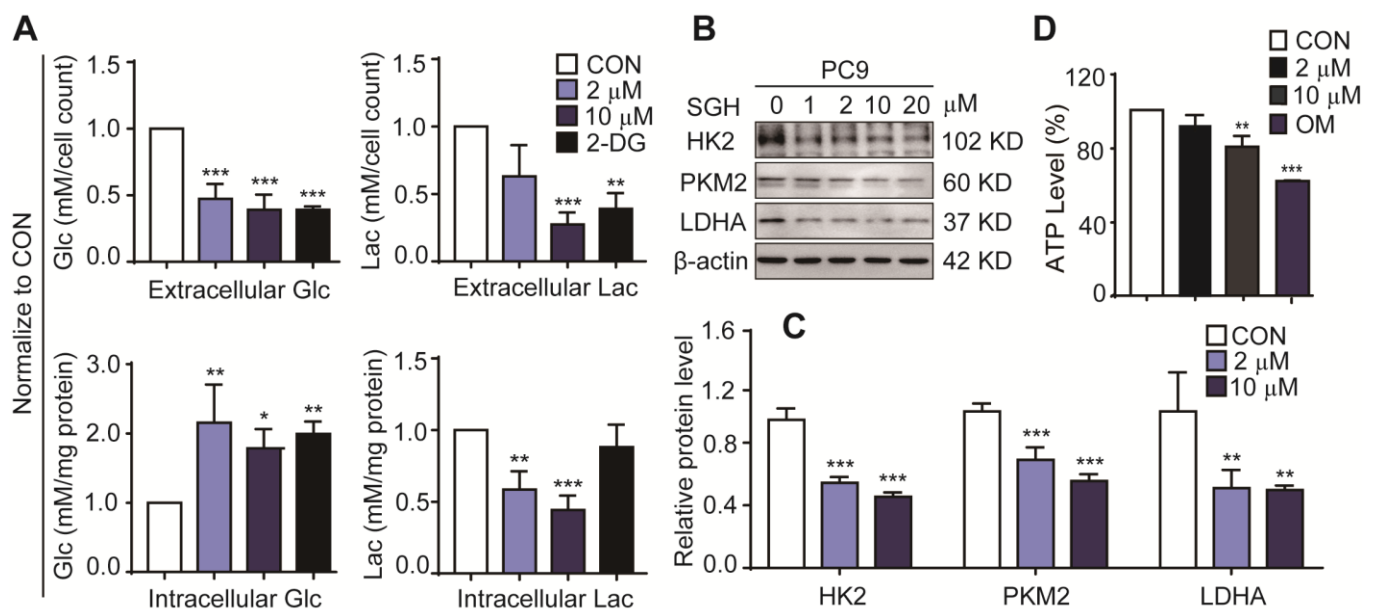 A
Normalize to CON
Glc (mM/cell count)
1.5
1.0
0.5
0.0
***
***
***
Extracellular Glc
Lac (mM/cell count)
1.5
1.0
0.5
0.0
***
**
Extracellular Lac
CON
2 μM
10 μM
2-DG
Glc (mM/mg protein)
3.0
2.0
1.0
0.0
**
*
**
Intracellular Glc
Lac (mM/mg protein)
1.5
1.0
0.5
0.0
**
***
Intracellular Lac
B
PC9
SGH 0 1 2 10 20 μM
HK2 102 KD
PKM2 60 KD
LDHA 37 KD
β-actin 42 KD
D
CON
2 μM
10 μM
OM
ATP Level (%)
120
80
40
0
**
***
C
CON
2 μM
10 μM
Relative protein level
1.6
1.2
0.8
0.4
0.0
***
***
***
***
**
**
HK2 PKM2 LDHA